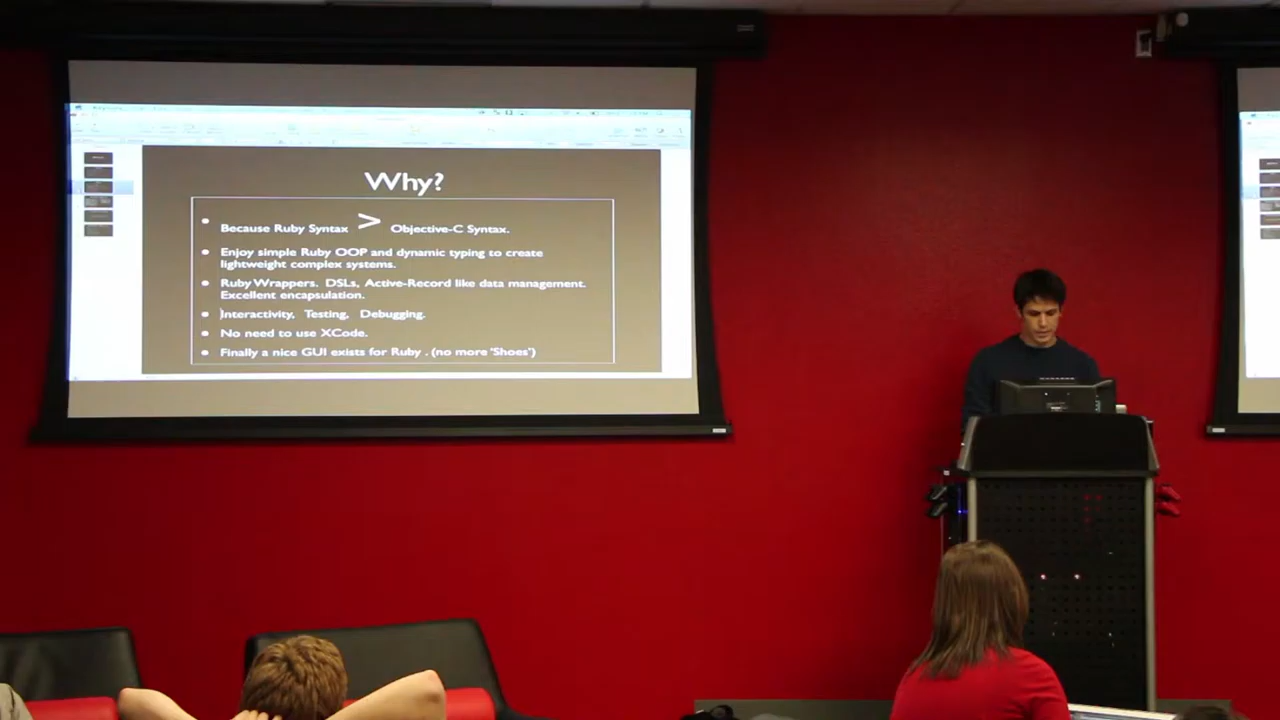 Why?
Because Ruby Syntax > Objective-C Syntax.
Enjoy simple Ruby OOP and dynamic typing to create
lightweight complex systems.
Ruby Wrappers. DSLs, Active-Record like data management.
Excellent encapsulation.
Interactivity, Testing, Debugging.
No need to use XCode.
Finally a nice GUI exists for Ruby . (no more 'Shoes')